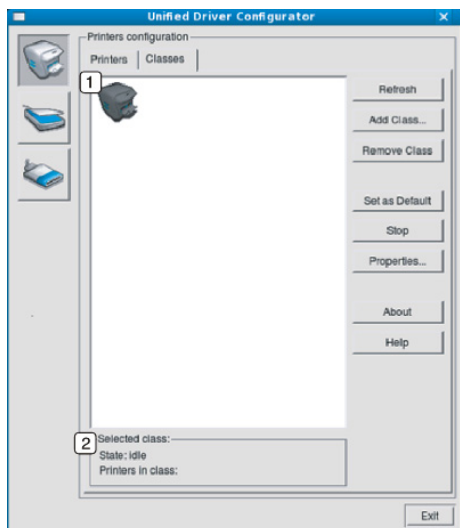 Unified Driver Configurator
Printers configuration
Printers Classes
1
Refresh
Add Class...
Remove Class
Set as Default
Stop
Properties...
About
Help
2
Selected class:
State: idle
Printers in class:
Exit